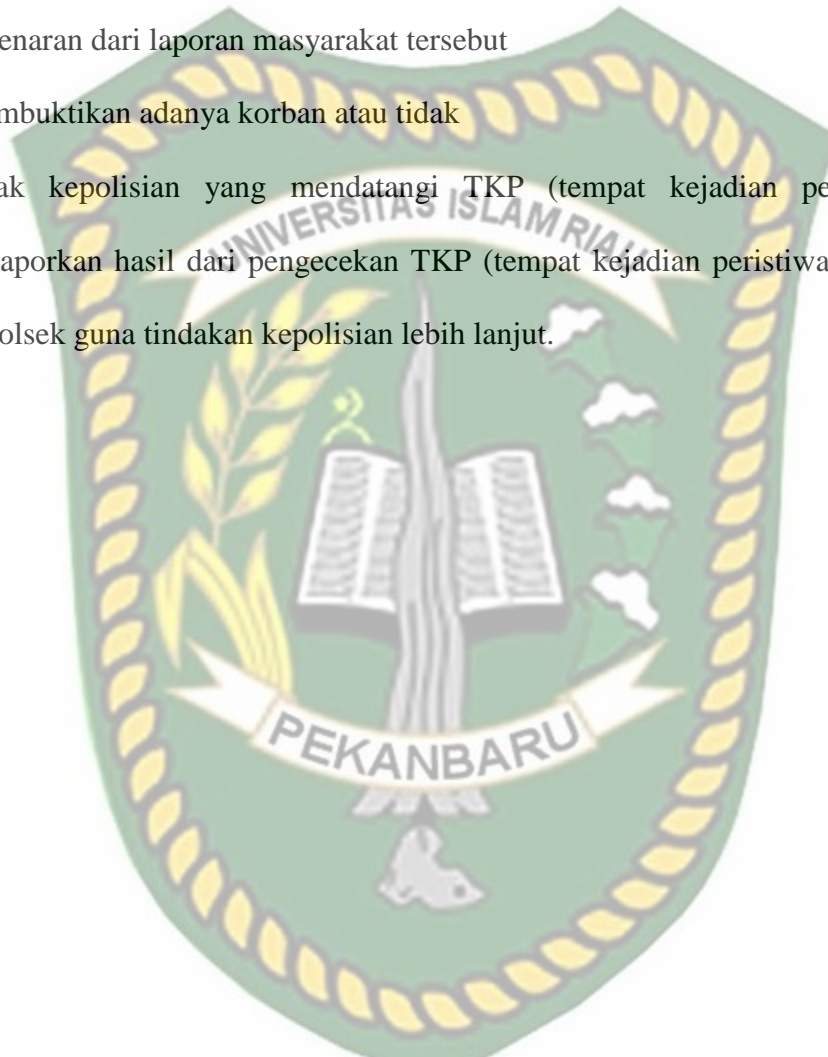 enaran dari laporan masyarakat tersebut
mbuktikan adanya korban atau tidak
ak kepolisian yang mendatangi TKP (tempat kejadian pe
UNIVERSITAS ISLAM RIAU
aporkan hasil dari pengecekan TKP (tempat kejadian peristiwa
olsek guna tindakan kepolisian lebih lanjut.
PEKANBARU